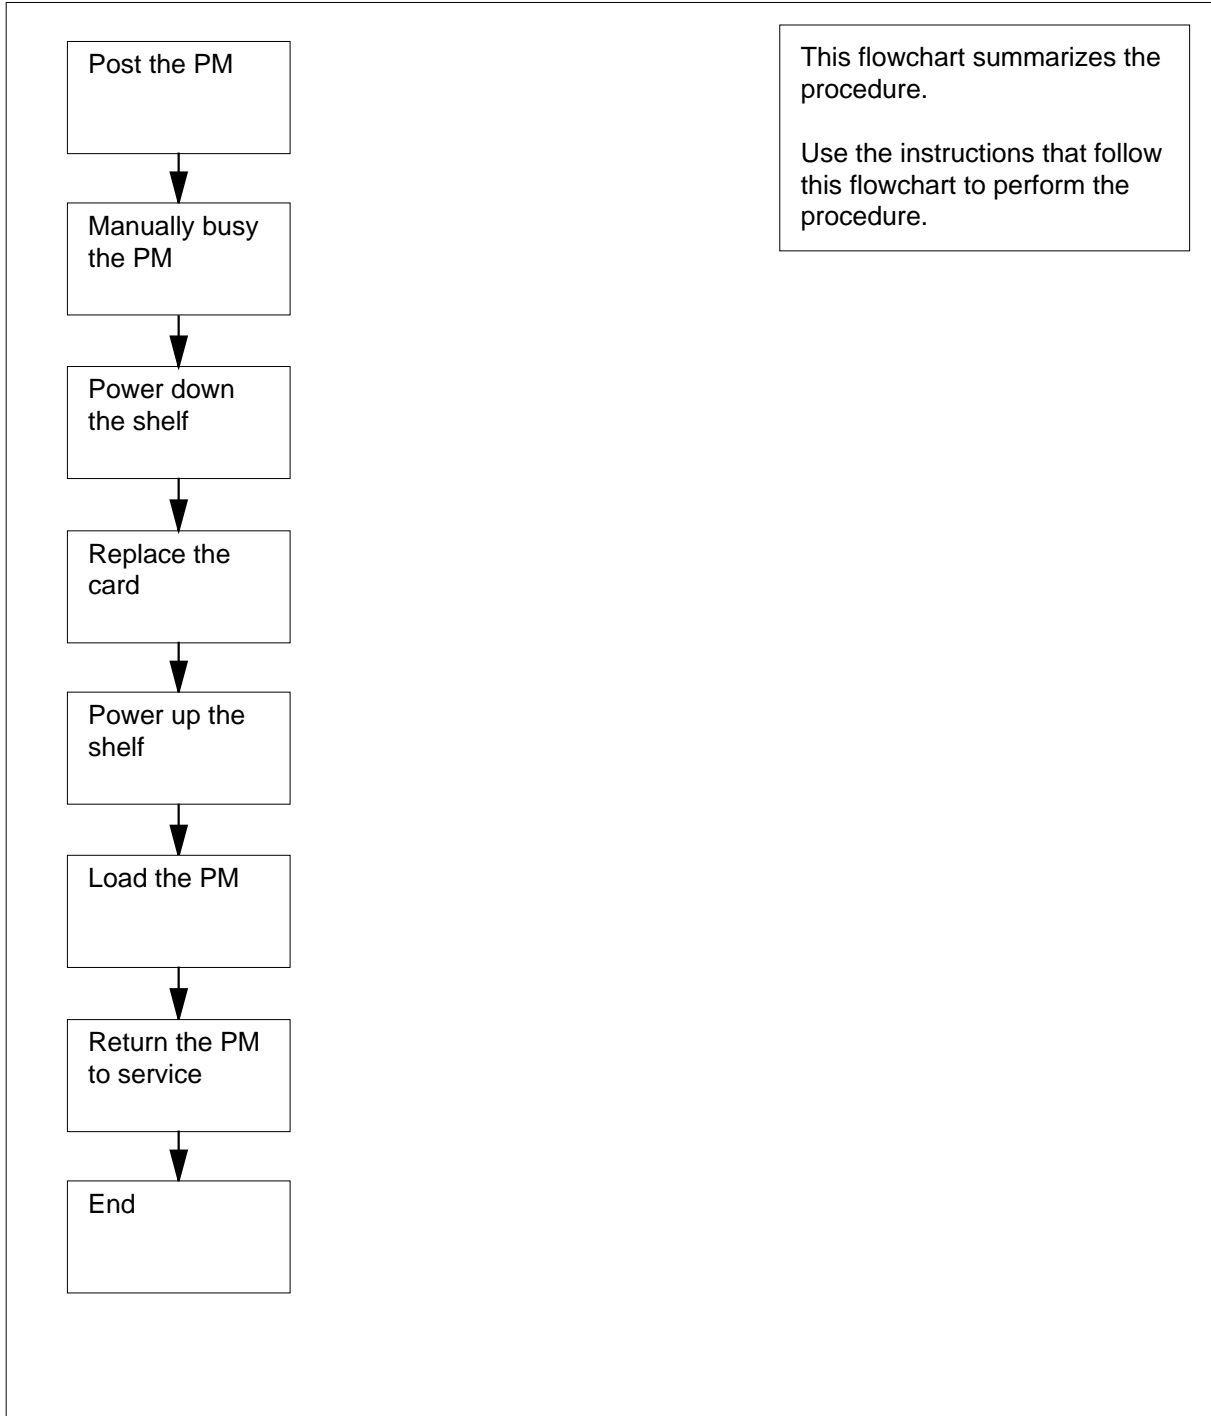 Post the PM
Manually busy
the PM
Power down
the shelf
Replace the
card
Power up the
shelf
Load the PM
Return the PM
to service
End
This flowchart summarizes the
procedure.
Use the instructions that follow
this flowchart to perform the
procedure.